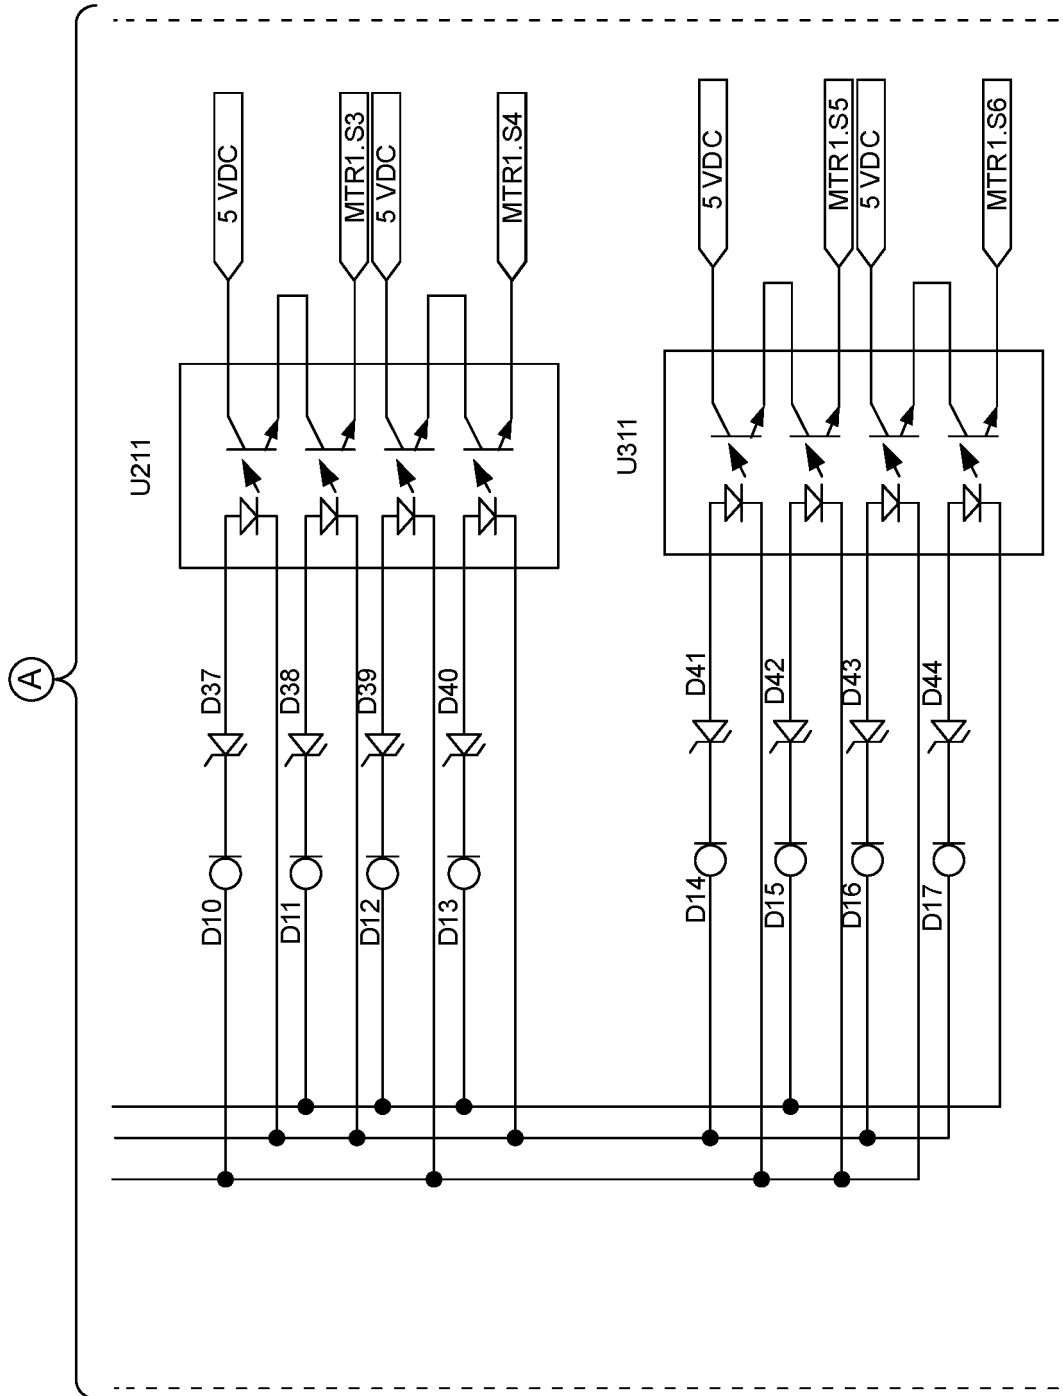 A
5 VDC
MTR1.S3
5 VDC
MTR1.S4
5 VDC
MTR1.S5
5 VDC
MTR1.S6
U211
U311
D37
D38
D39
D40
D41
D42
D43
D44
D10
D11
D12
D13
D14
D15
D16
D17